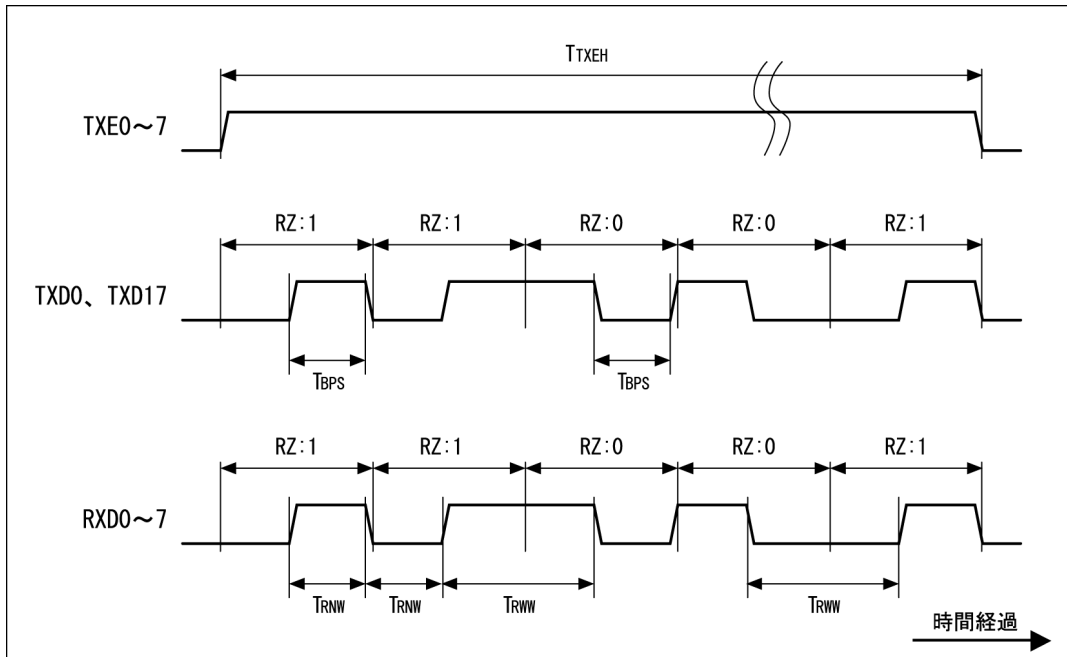 TTXEH
TXE0～7
RZ:1 RZ:1 RZ:0 RZ:0 RZ:1
TXD0、TXD17
TBPS TBPS
RZ:1 RZ:1 RZ:0 RZ:0 RZ:1
RXD0～7
TRNW TRNW TRWW TRWW
時間経過